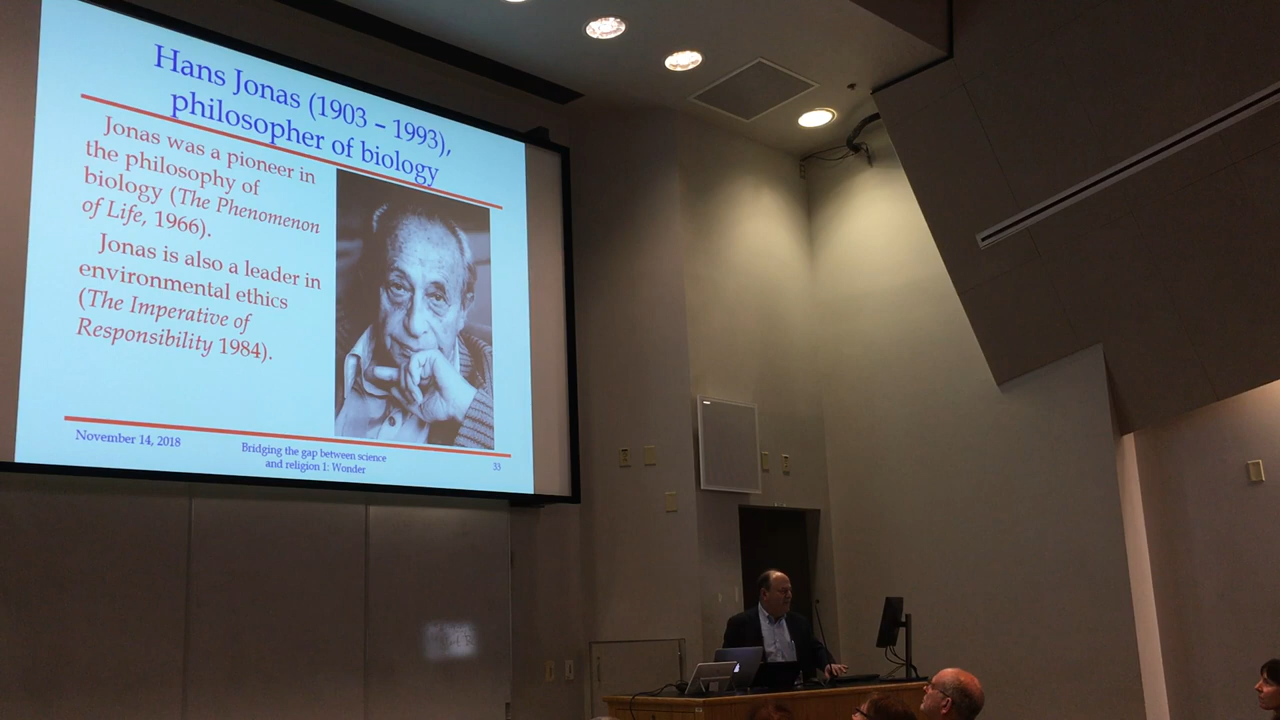 Hans Jonas (1903 – 1993),
philosopher of biology
Jonas was a pioneer in
the philosophy of
biology (The Phenomenon
of Life, 1966).
Jonas is also a leader in
environmental ethics
(The Imperative of
Responsibility 1984).
November 14, 2018
Bridging the gap between science
and religion 1: Wonder
33